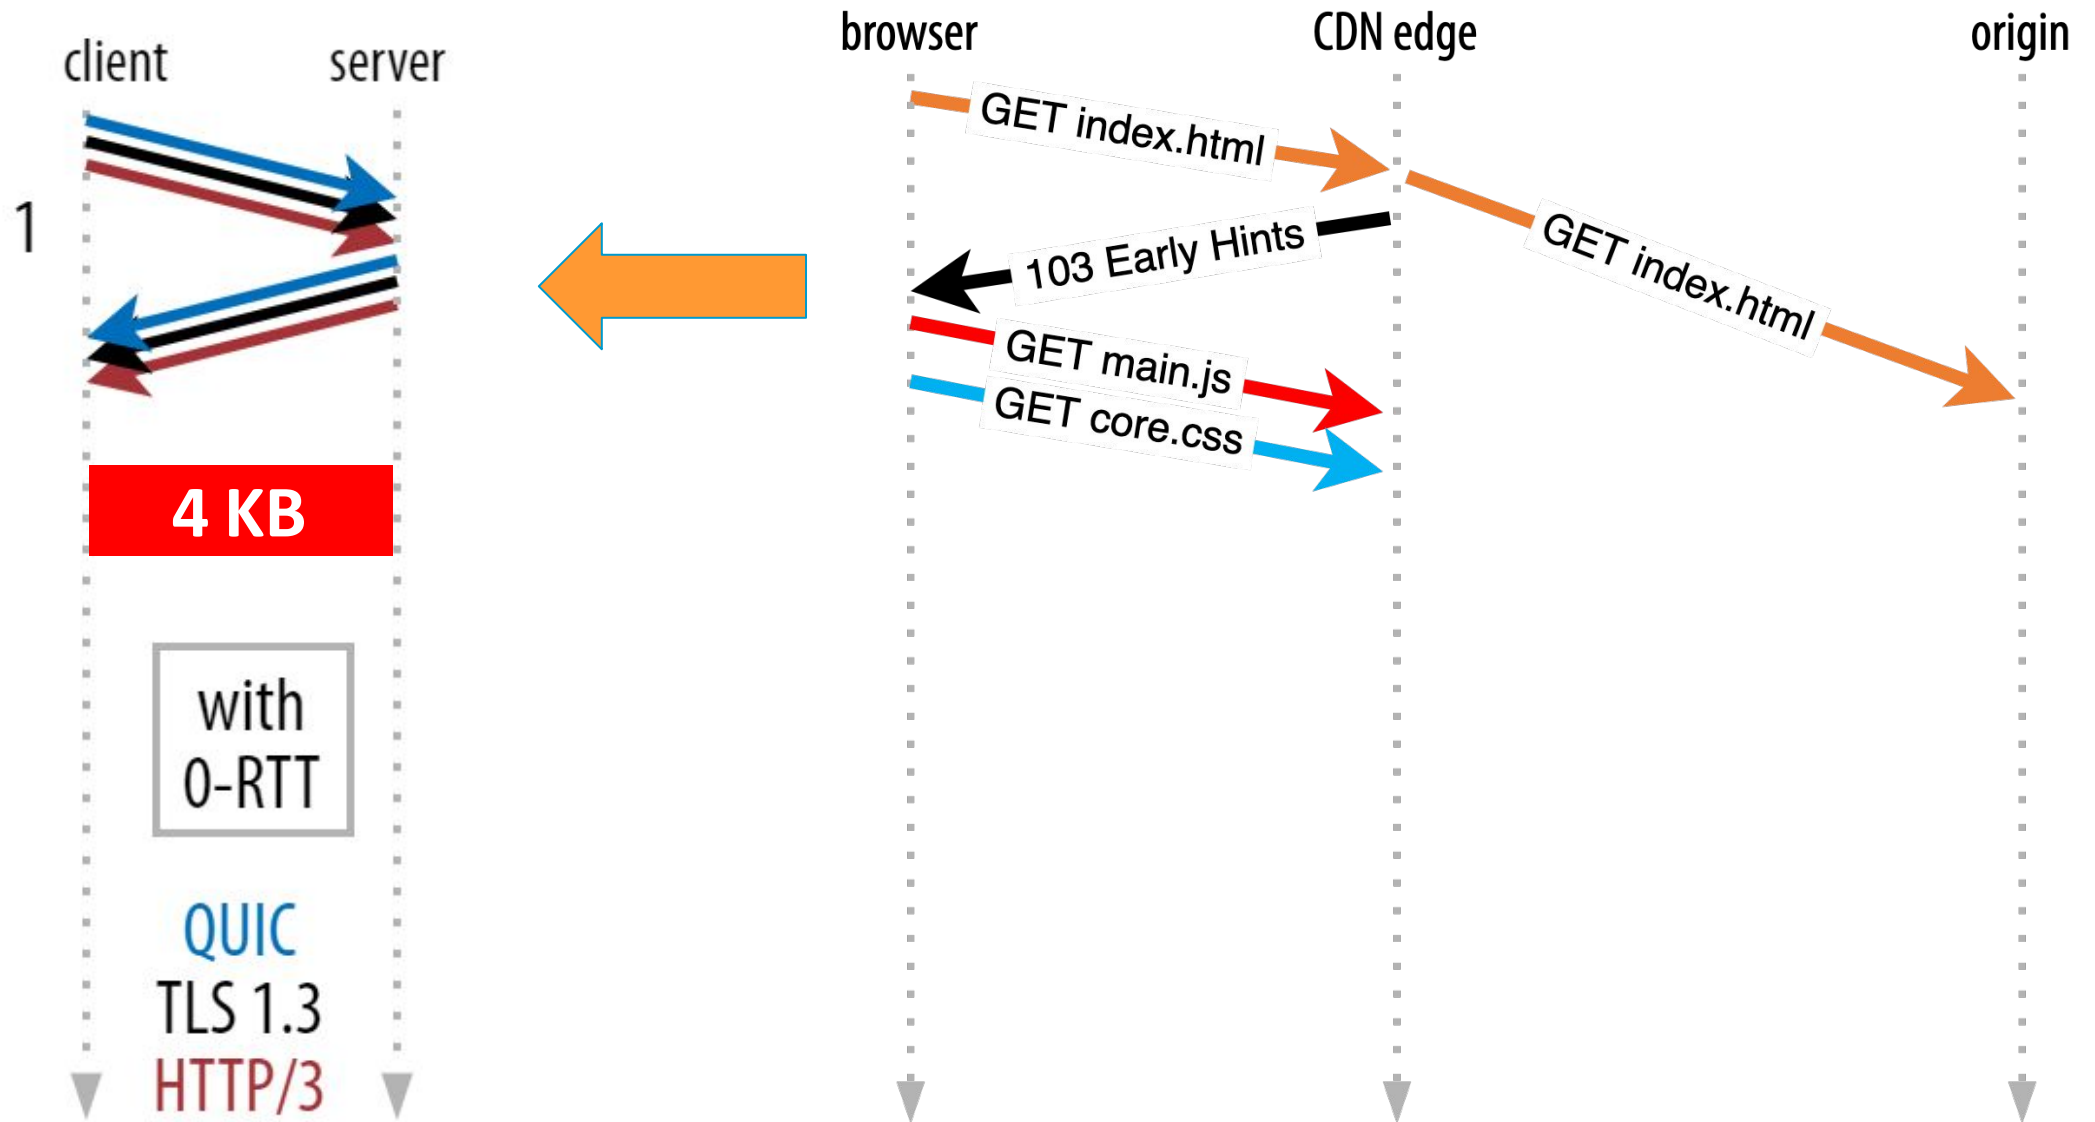 client
server
1
4 KB
with
0-RTT
QUIC
TLS 1.3
HTTP/3
browser
CDN edge
origin
GET index.html
GET index.html
103 Early Hints
GET main.js
GET core.css